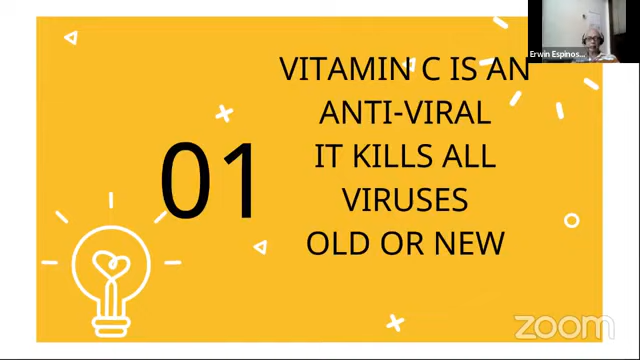 Erwin Espinos...
VITAMIN C IS AN
ANTI-VIRAL
IT KILLS ALL
VIRUSES
OLD OR NEW
01
zoom